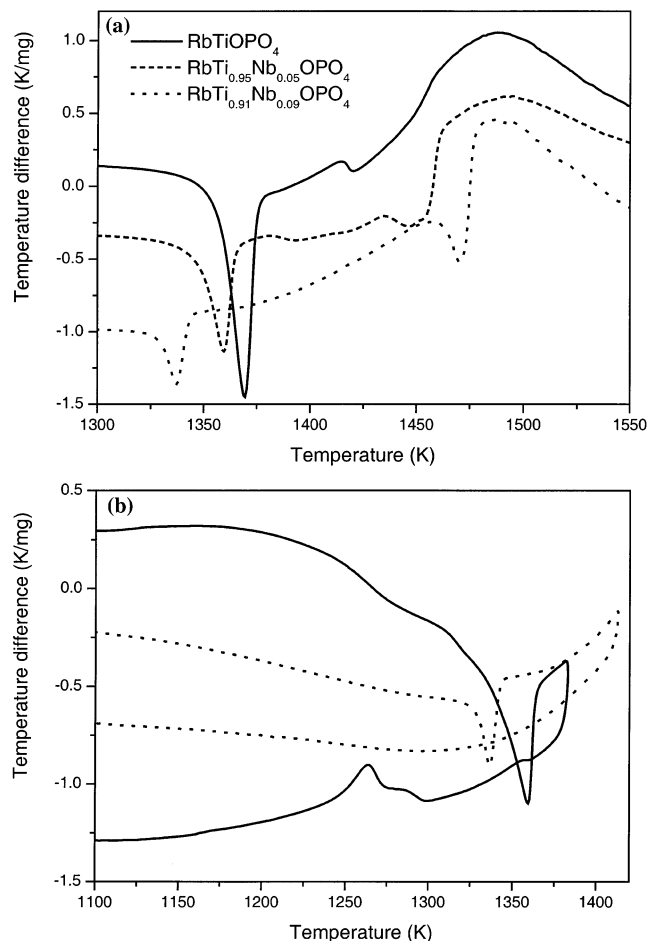 (a)
RbTiOPO₄
RbTi₀.₉₅Nb₀.₀₅OPO₄
RbTi₀.₉₁Nb₀.₀₉OPO₄
Temperature difference (K/mg)
1.0
0.5
0.0
-0.5
-1.0
-1.5
1300 1350 1400 1450 1500 1550
Temperature (K)
(b)
Temperature difference (K/mg)
0.5
0.0
-0.5
-1.0
-1.5
1100 1150 1200 1250 1300 1350 1400
Temperature (K)